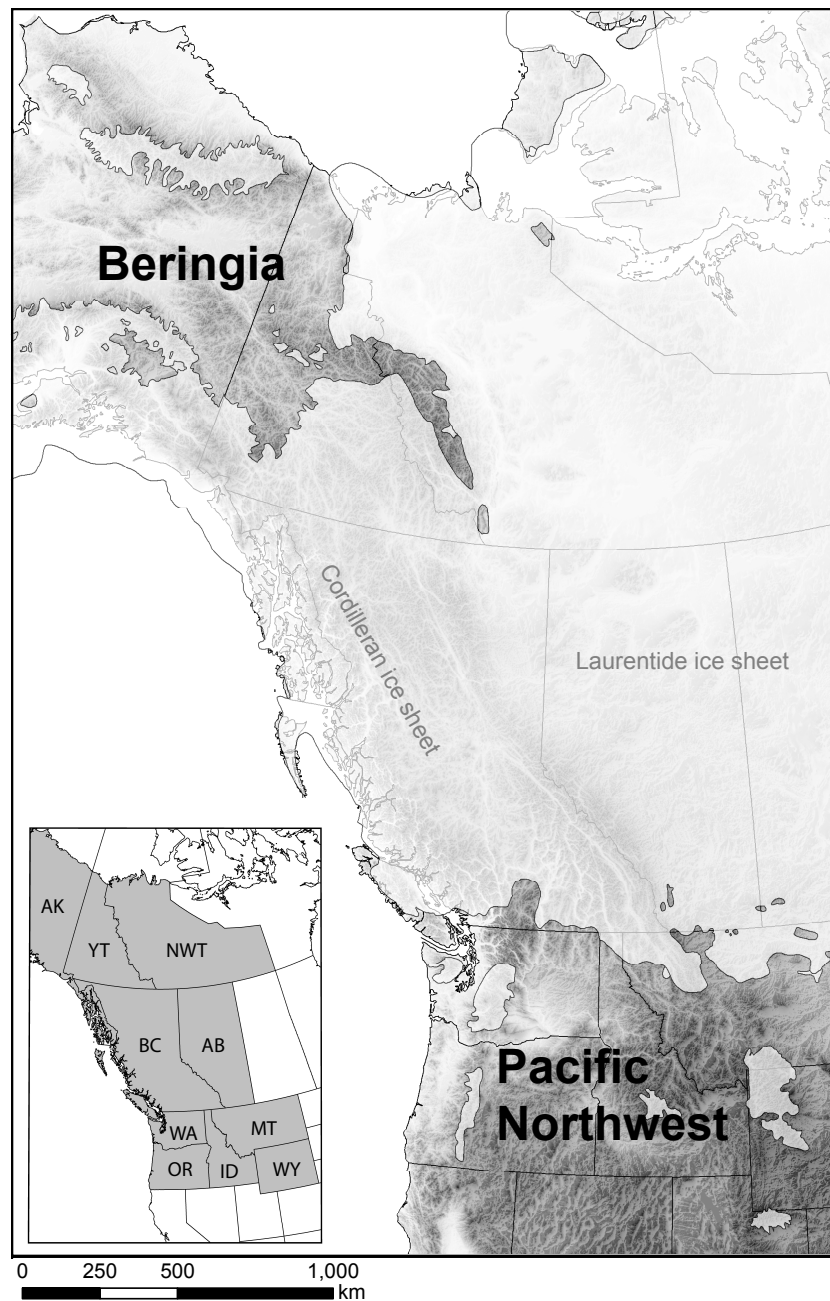 Beringia
Cordilleran ice sheet
Laurentide ice sheet
Pacific
Northwest
AK
YT
NWT
BC
AB
WA
MT
OR
ID
WY
0 250 500 1,000
km